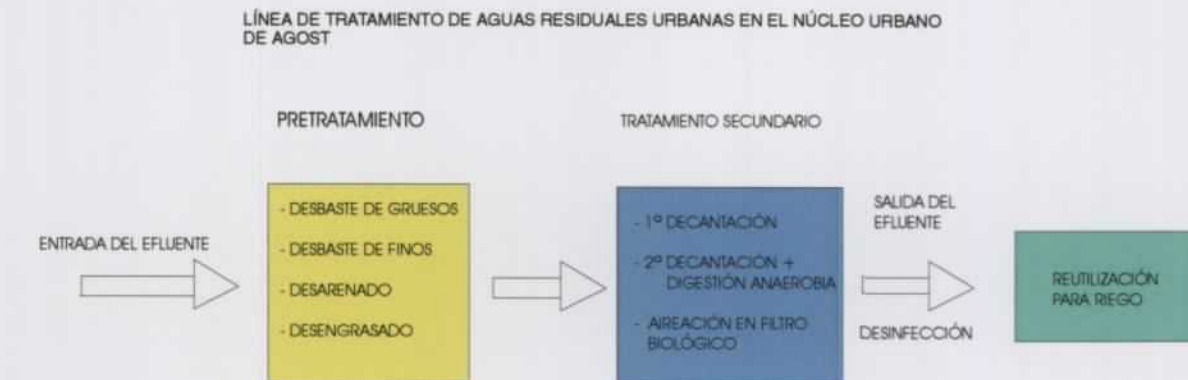 LÍNEA DE TRATAMIENTO DE AGUAS RESIDUALES URBANAS EN EL NÚCLEO URBANO
DE AGOST
PRETRATAMIENTO
TRATAMIENTO SECUNDARIO
ENTRADA DEL EFLUENTE
- DESBASTE DE GRUESOS
- DESBASTE DE FINOS
- DESARENADO
- DESENGRASADO
- 1º DECANTACIÓN
- 2º DECANTACIÓN +
DIGESTIÓN ANAEROBIA
- AIREACIÓN EN FILTRO
BIOLÓGICO
SALIDA DEL
EFLUENTE
DESINFECCIÓN
REUTILIZACIÓN
PARA RIEGO